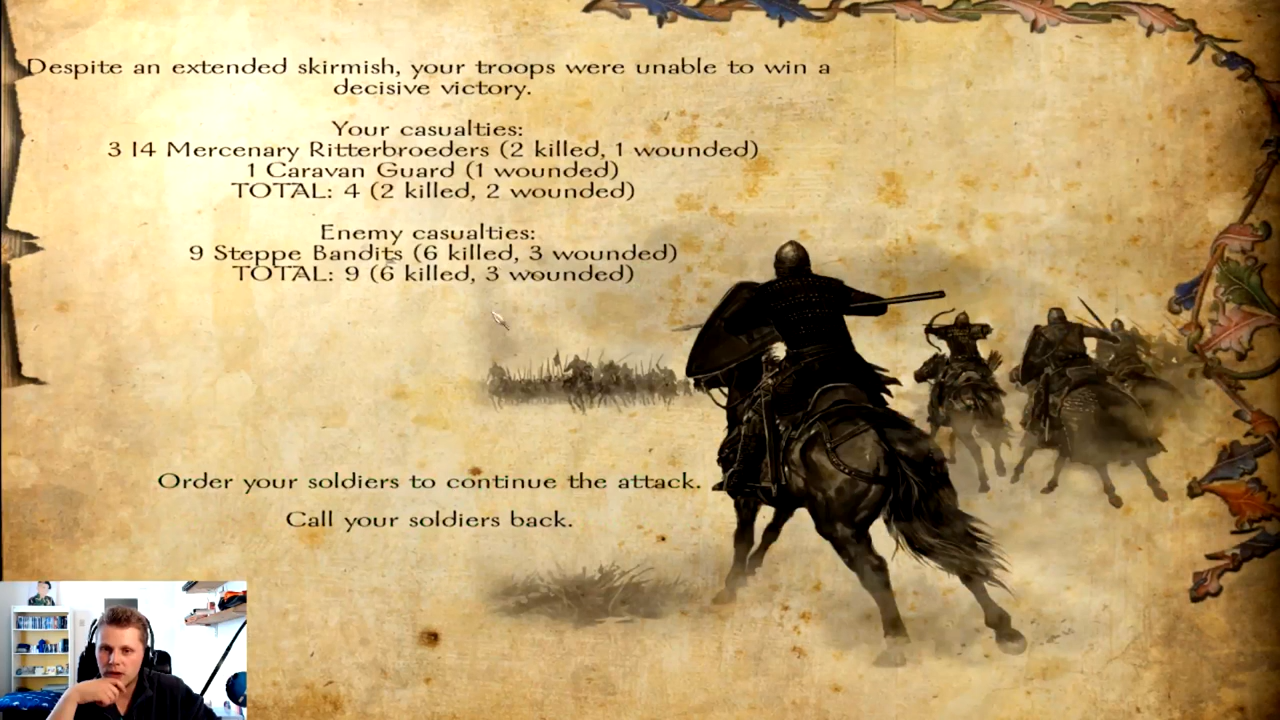 Despite an extended skirmish, your troops were unable to win a
decisive victory.
Your casualties:
3 14 Mercenary Ritterbroeders (2 killed, 1 wounded)
1 Caravan Guard (1 wounded)
TOTAL: 4 (2 killed, 2 wounded)
Enemy casualties:
9 Steppe Bandits (6 killed, 3 wounded)
TOTAL: 9 (6 killed, 3 wounded)
Order your soldiers to continue the attack.
Call your soldiers back.